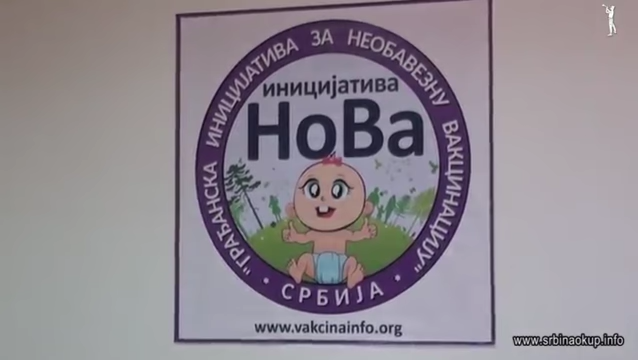 "ГРАЂАНСКА ИНИЦИЈАТИВА ЗА НЕОБАВЕЗНУ ВАКЦИНАЦИЈУ"
иницијатива
НоВа
• СРБИЈА •
www.vakcinainfo.org
www.srbinaokup.info